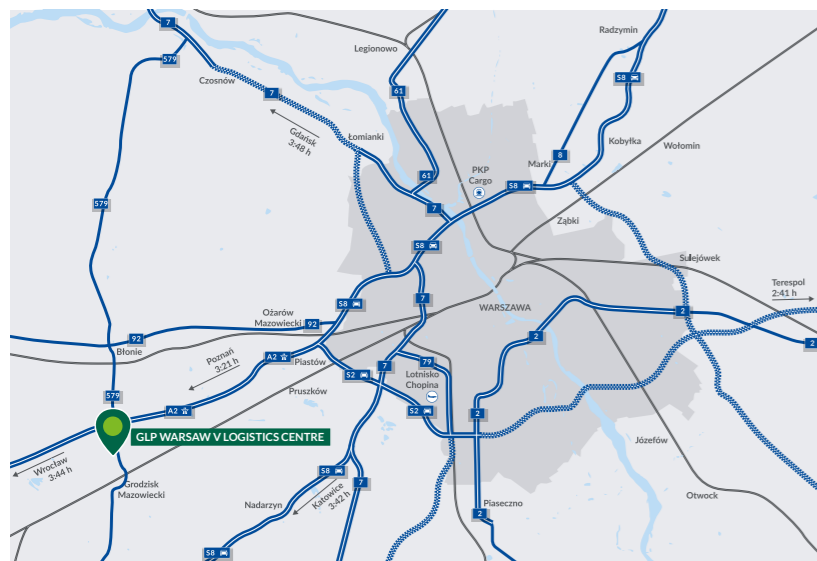 7
Legionowo
Radzymin
579
Czosnów
S8
61
7
Gdańsk
3:48 h
Łomianki
Kobyłka
Wołomin
8
Marki
PKP
Cargo
61
S8
579
7
Ząbki
S8
Sulejówek
Terespol
2:41 h
7
S8
Ożarów
Mazowiecki
92
WARSZAWA
2
92
Błonie
2
2
Poznań
3:21 h
A2
Piastów
79
7
Lotnisko
Chopina
S2
Pruszków
579
A2
S2
2
GLP WARSAW V LOGISTICS CENTRE
Józefów
Wrocław
3:44 h
Grodzisk
Mazowiecki
S8
7
Katowice
3:42 h
Nadarzyn
Piaseczno
Otwock
2
S8